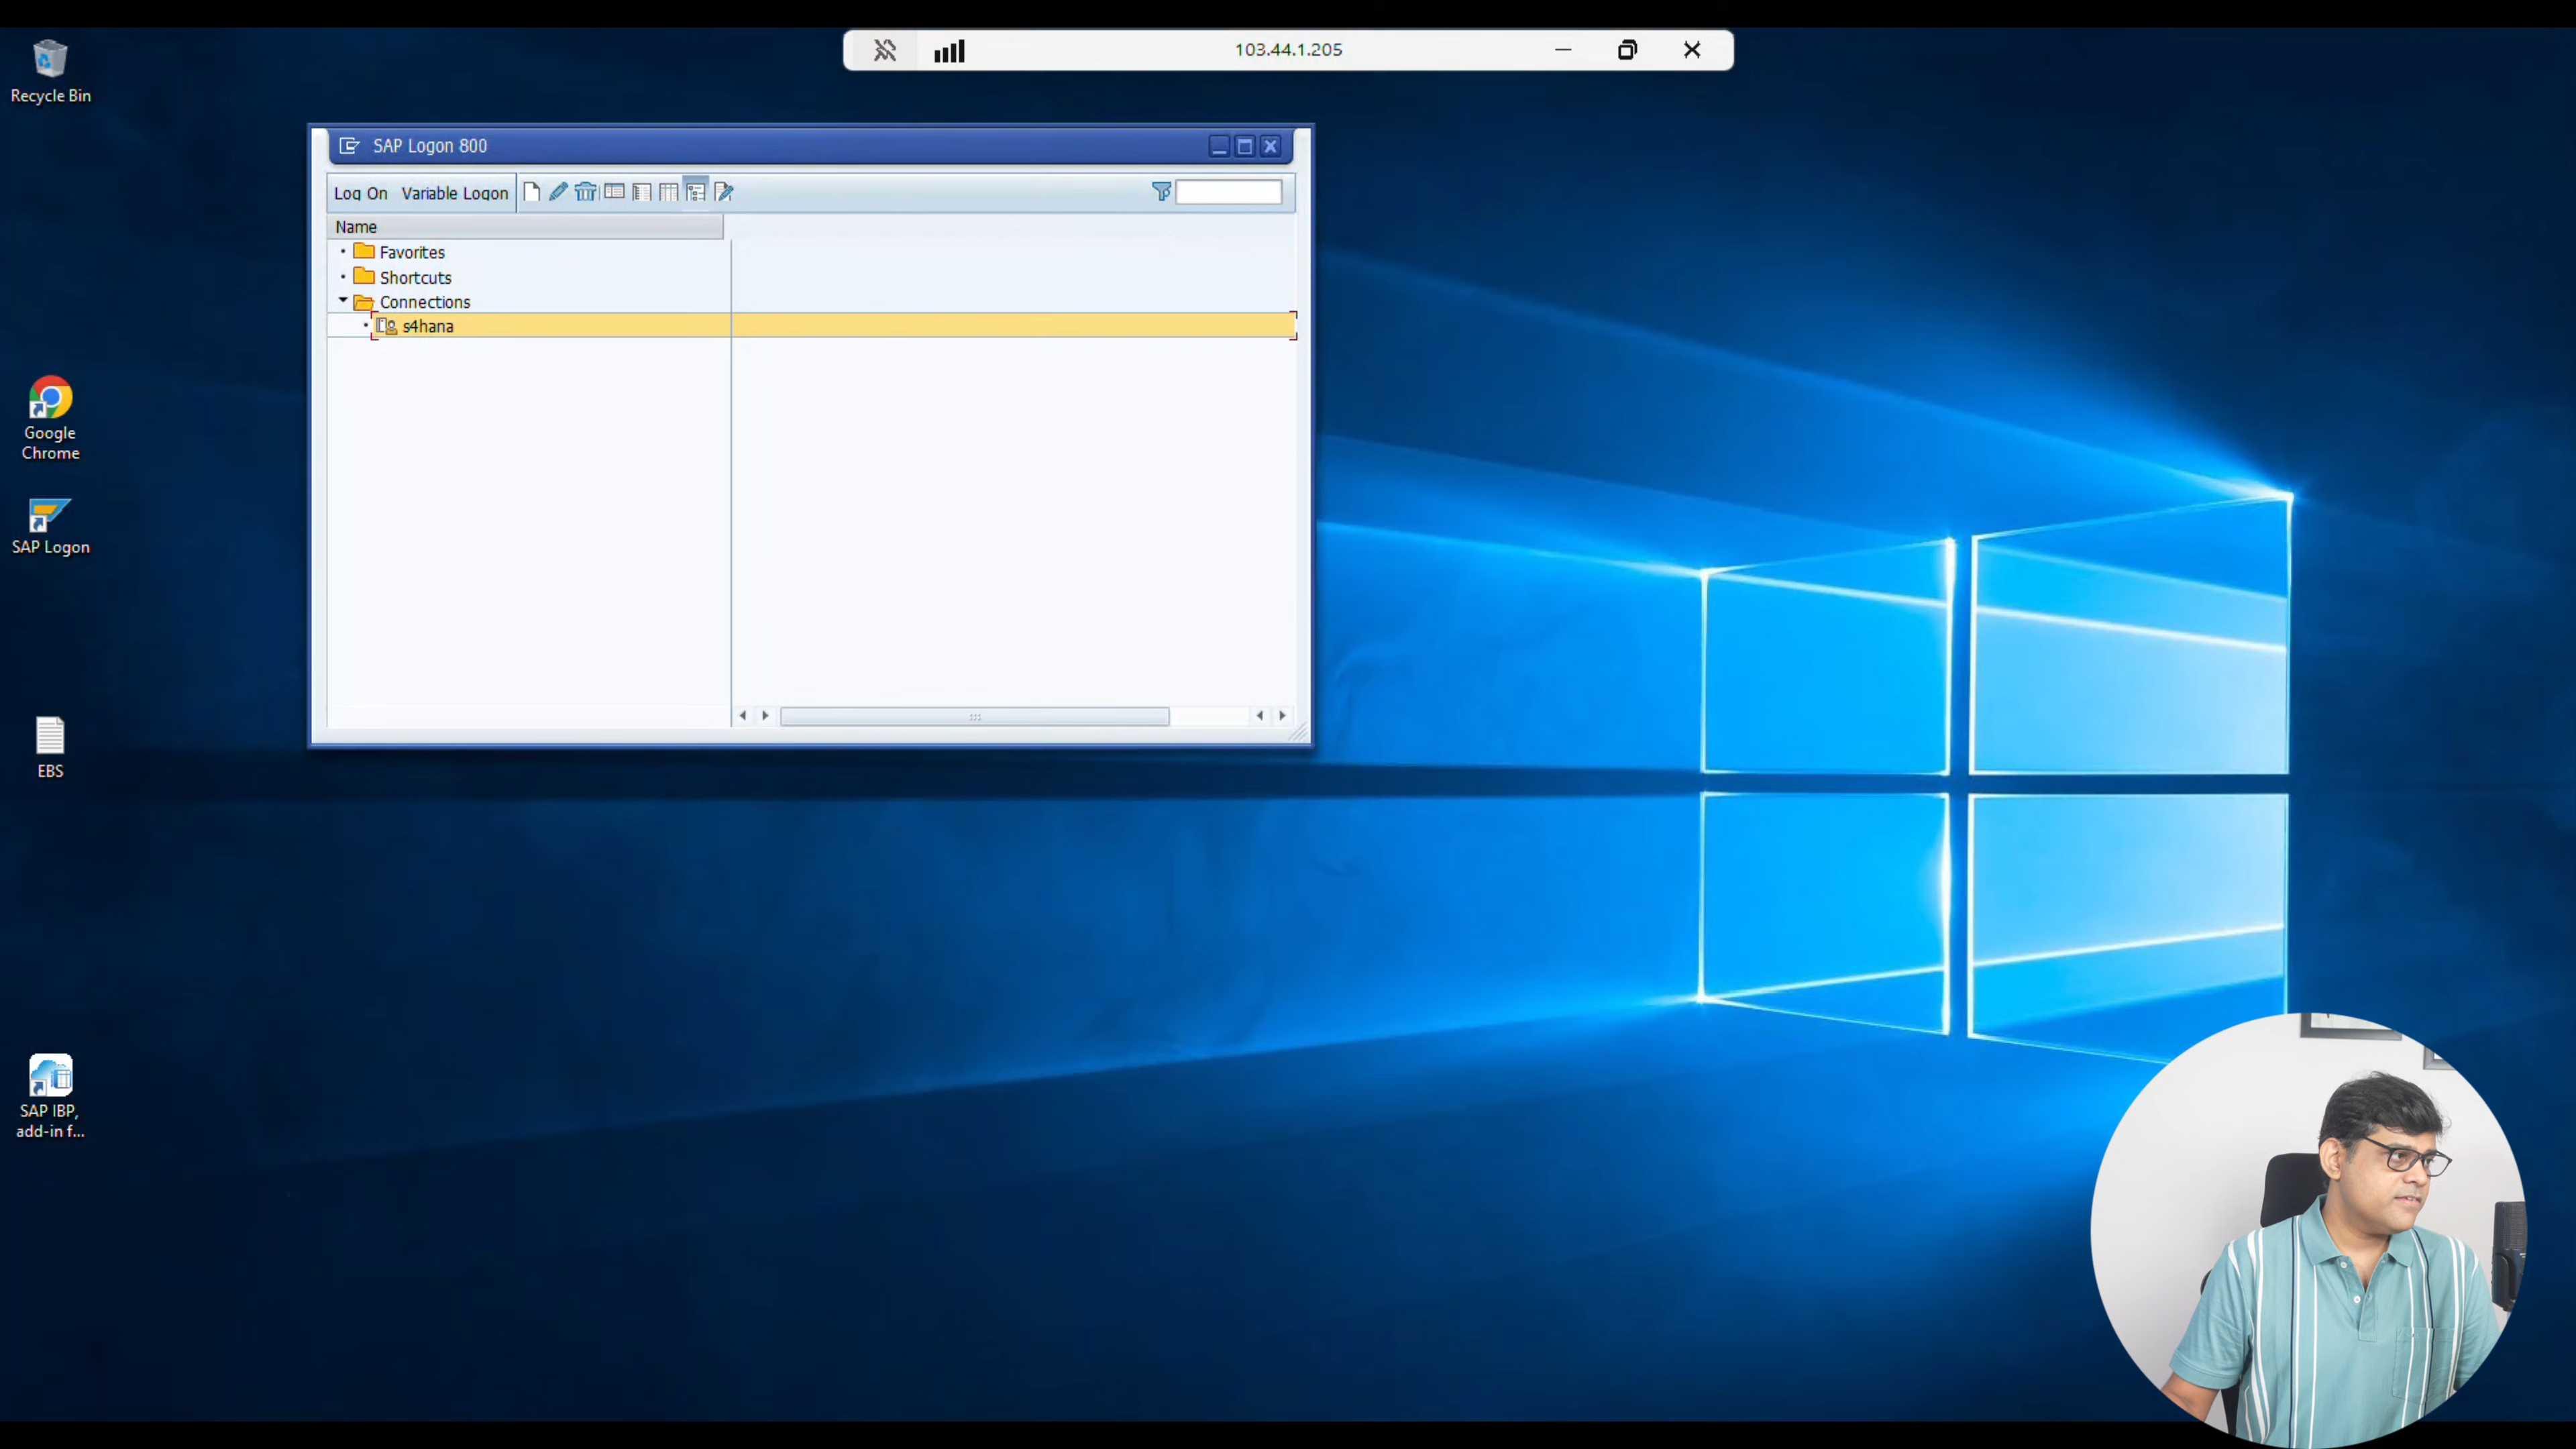 103.44.1.205
Recycle Bin
SAP Logon 800
Log On Variable Logon
Name
Favorites
Shortcuts
Connections
s4hana
Google
Chrome
SAP Logon
EBS
SAP IBP,
add-in f...